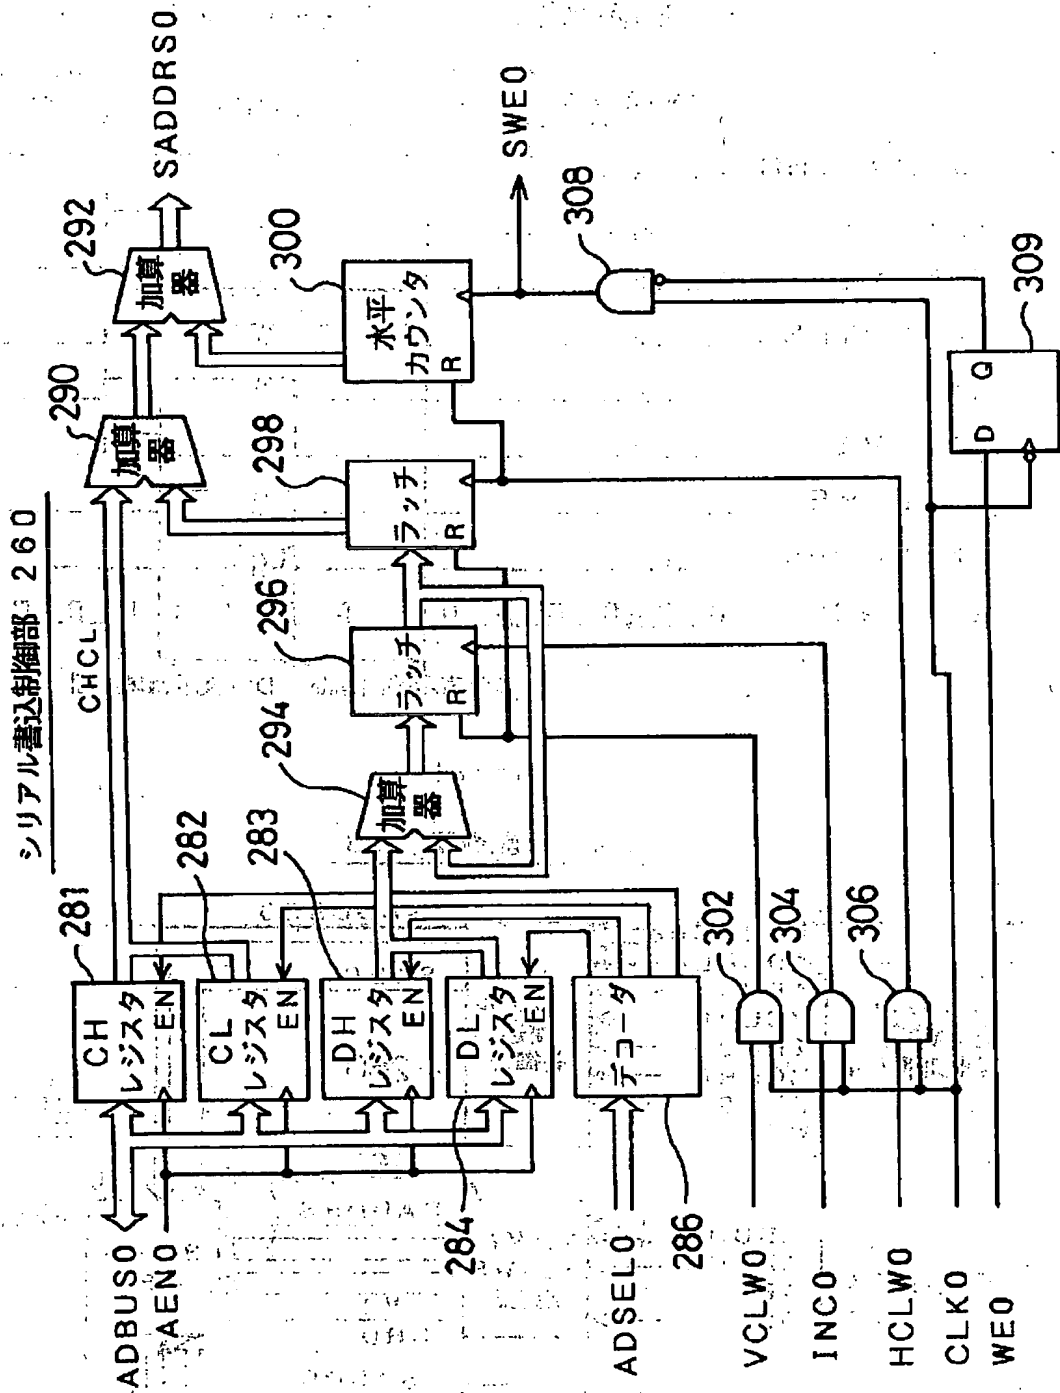 シリアル書込制御部 260
ADBUS0
AEN0
ADSEL0
VCLW0
INC0
HCLW0
CLK0
WE0
281
CH
レジスタ
EN
282
CL
レジスタ
EN
283
DH
レジスタ
EN
284
DL
レジスタ
EN
286
デコーダ
CHCL
290
加算
器
292
加算
器
SADDRS0
294
加算
器
296
ラッチ
R
298
ラッチ
R
300
水平
カウンタ
R
302
304
306
SWE0
308
309
D
Q